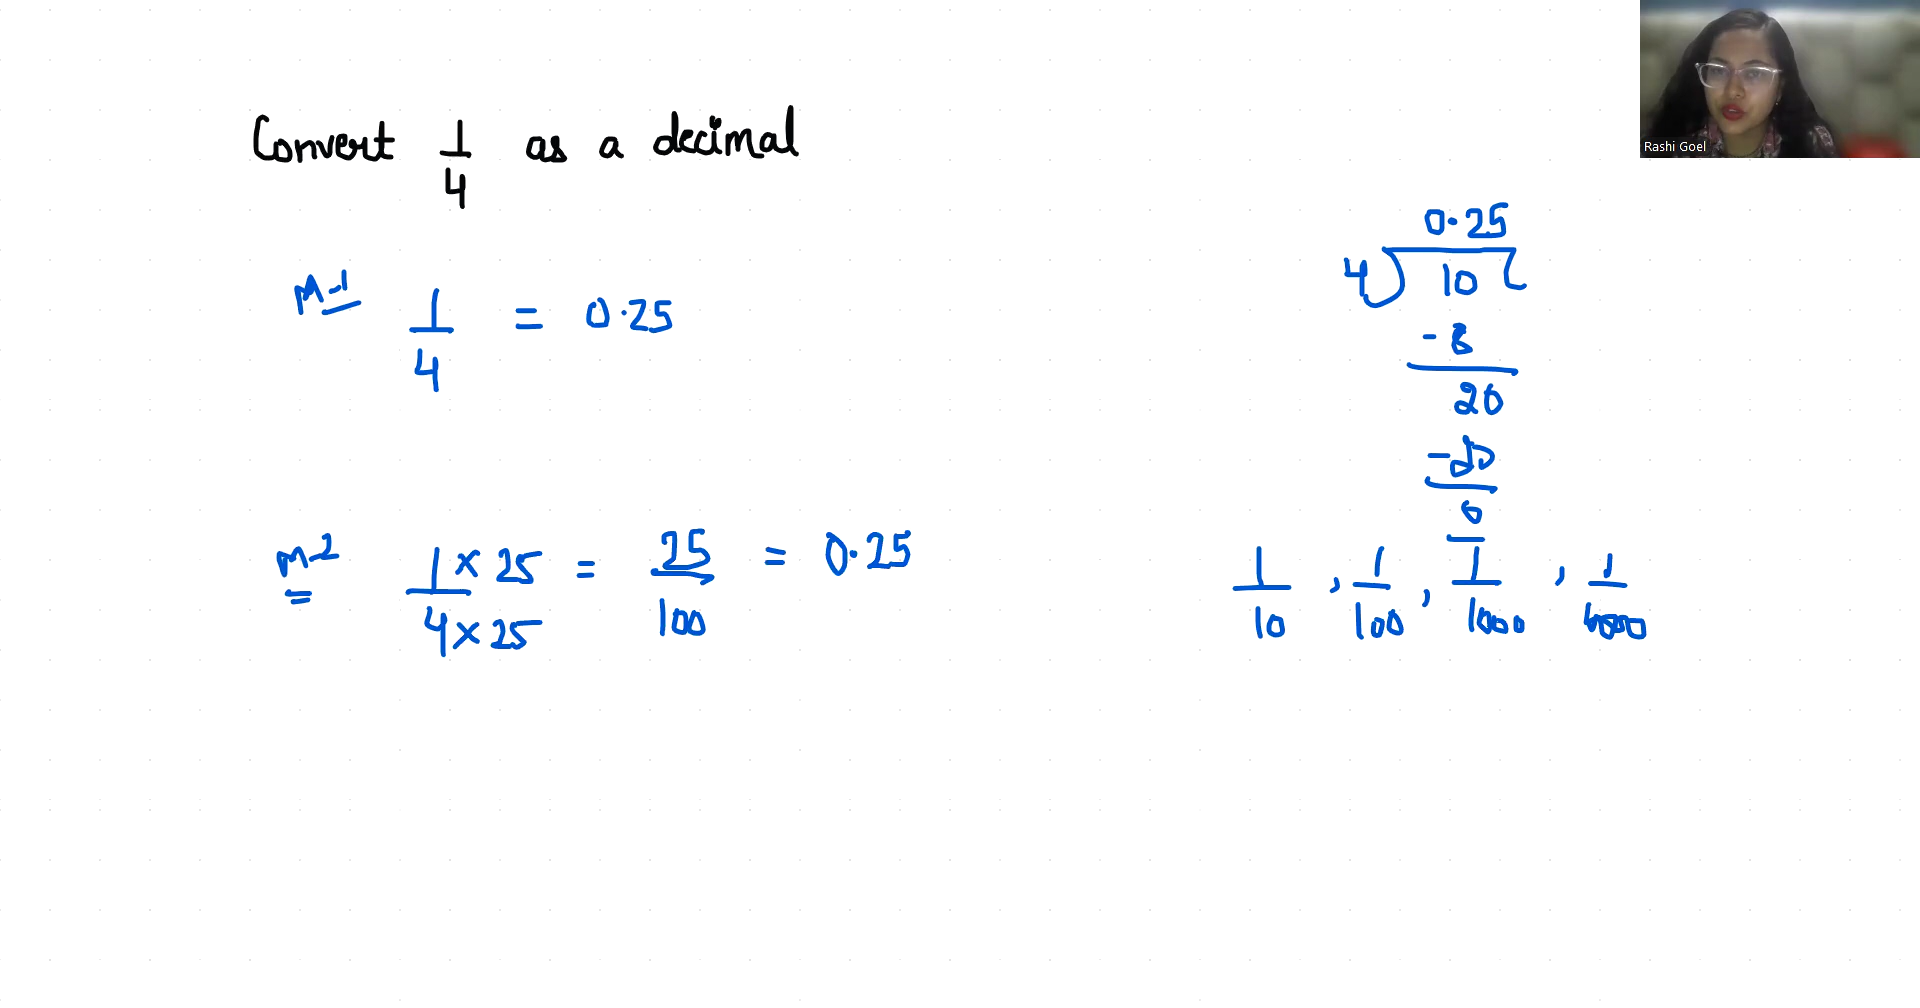 Convert 1/4 as a decimal
Rashi Goel
M-1 1/4 = 0.25
0.25
4 ) 10 (
- 8
20
- 20
0
M-2 1 × 25 / 4 × 25 = 25/100 = 0.25
1/10 , 1/100 , 1/1000 ,